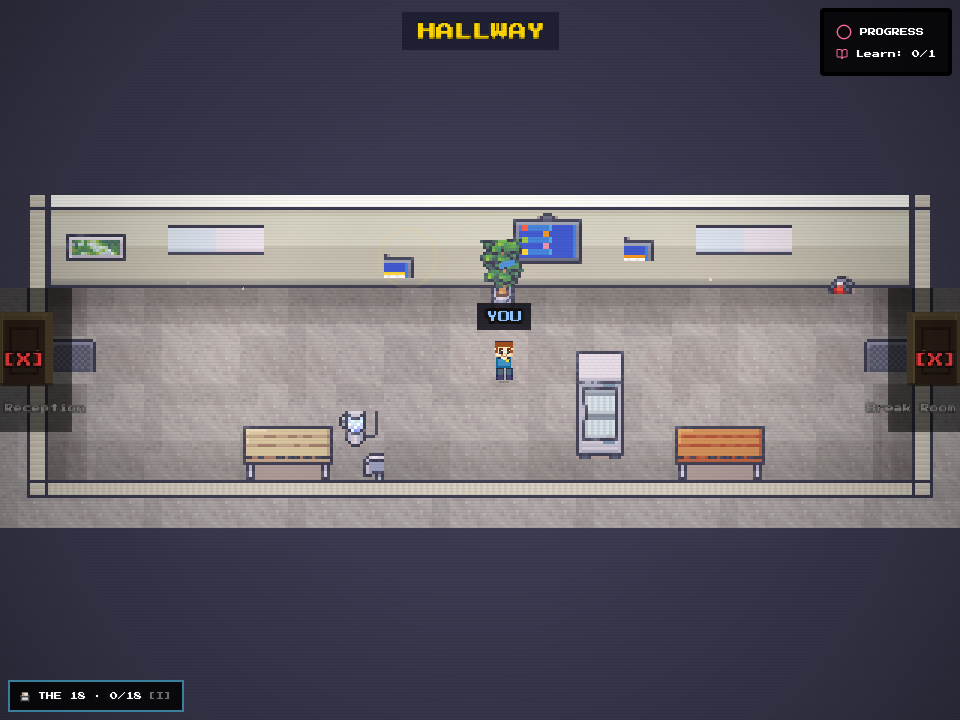 HALLWAY
PROGRESS
Learn: 0/1
YOU
[X]
[X]
Reception
Break Room
THE 18 · 0/18 [I]